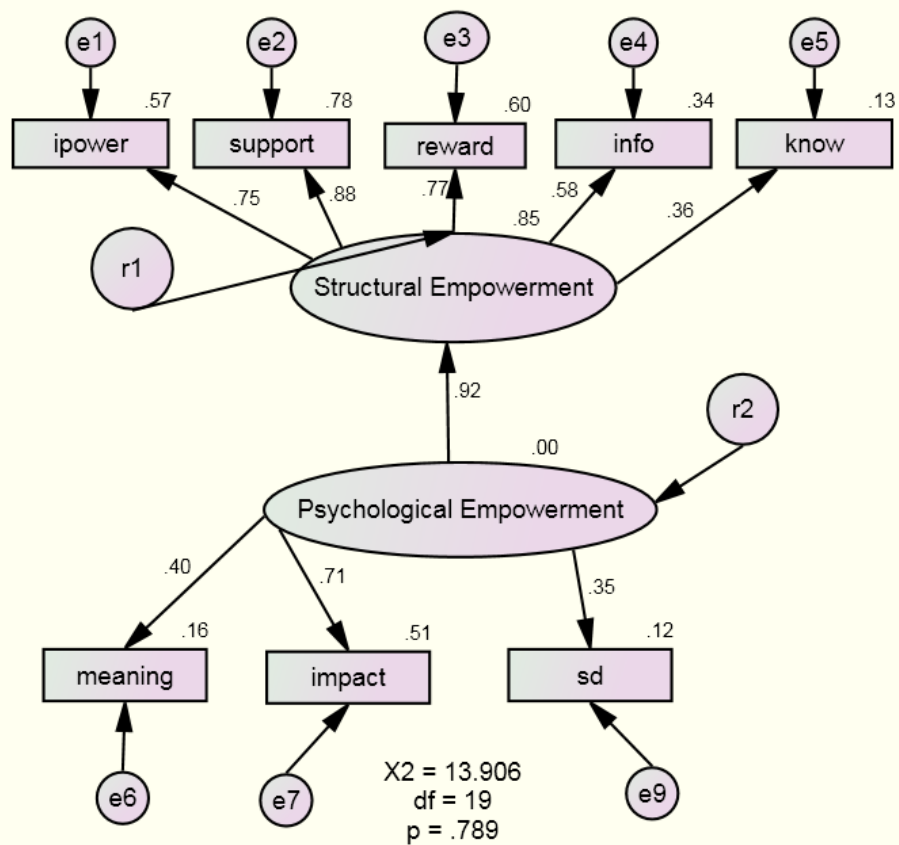 e1
e2
e3
e4
e5
.57
.78
.60
.34
.13
ipower
support
reward
info
know
.75
.88
.77
.58
.36
.85
r1
Structural Empowerment
.92
r2
.00
Psychological Empowerment
.40
.71
.35
.16
.51
.12
meaning
impact
sd
e6
e7
e9
X2 = 13.906
df = 19
p = .789